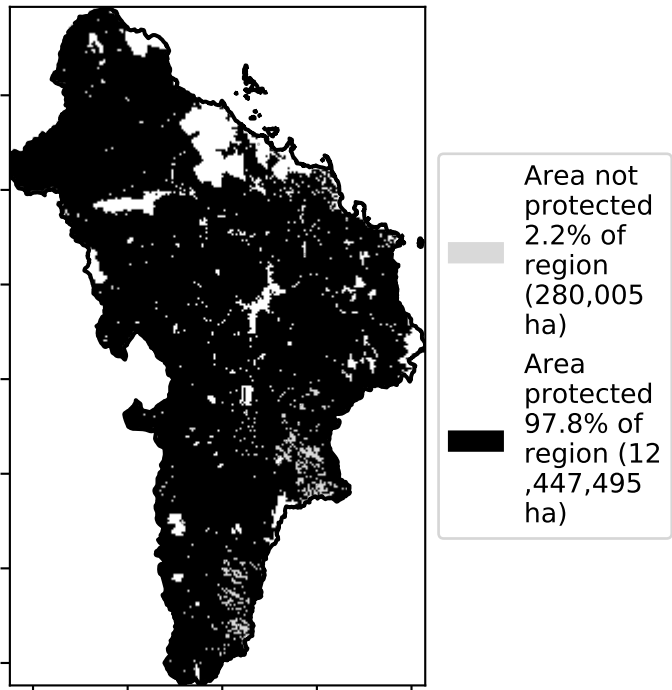 Area not
protected
2.2% of
region
(280,005
ha)
Area
protected
97.8% of
region (12
,447,495
ha)